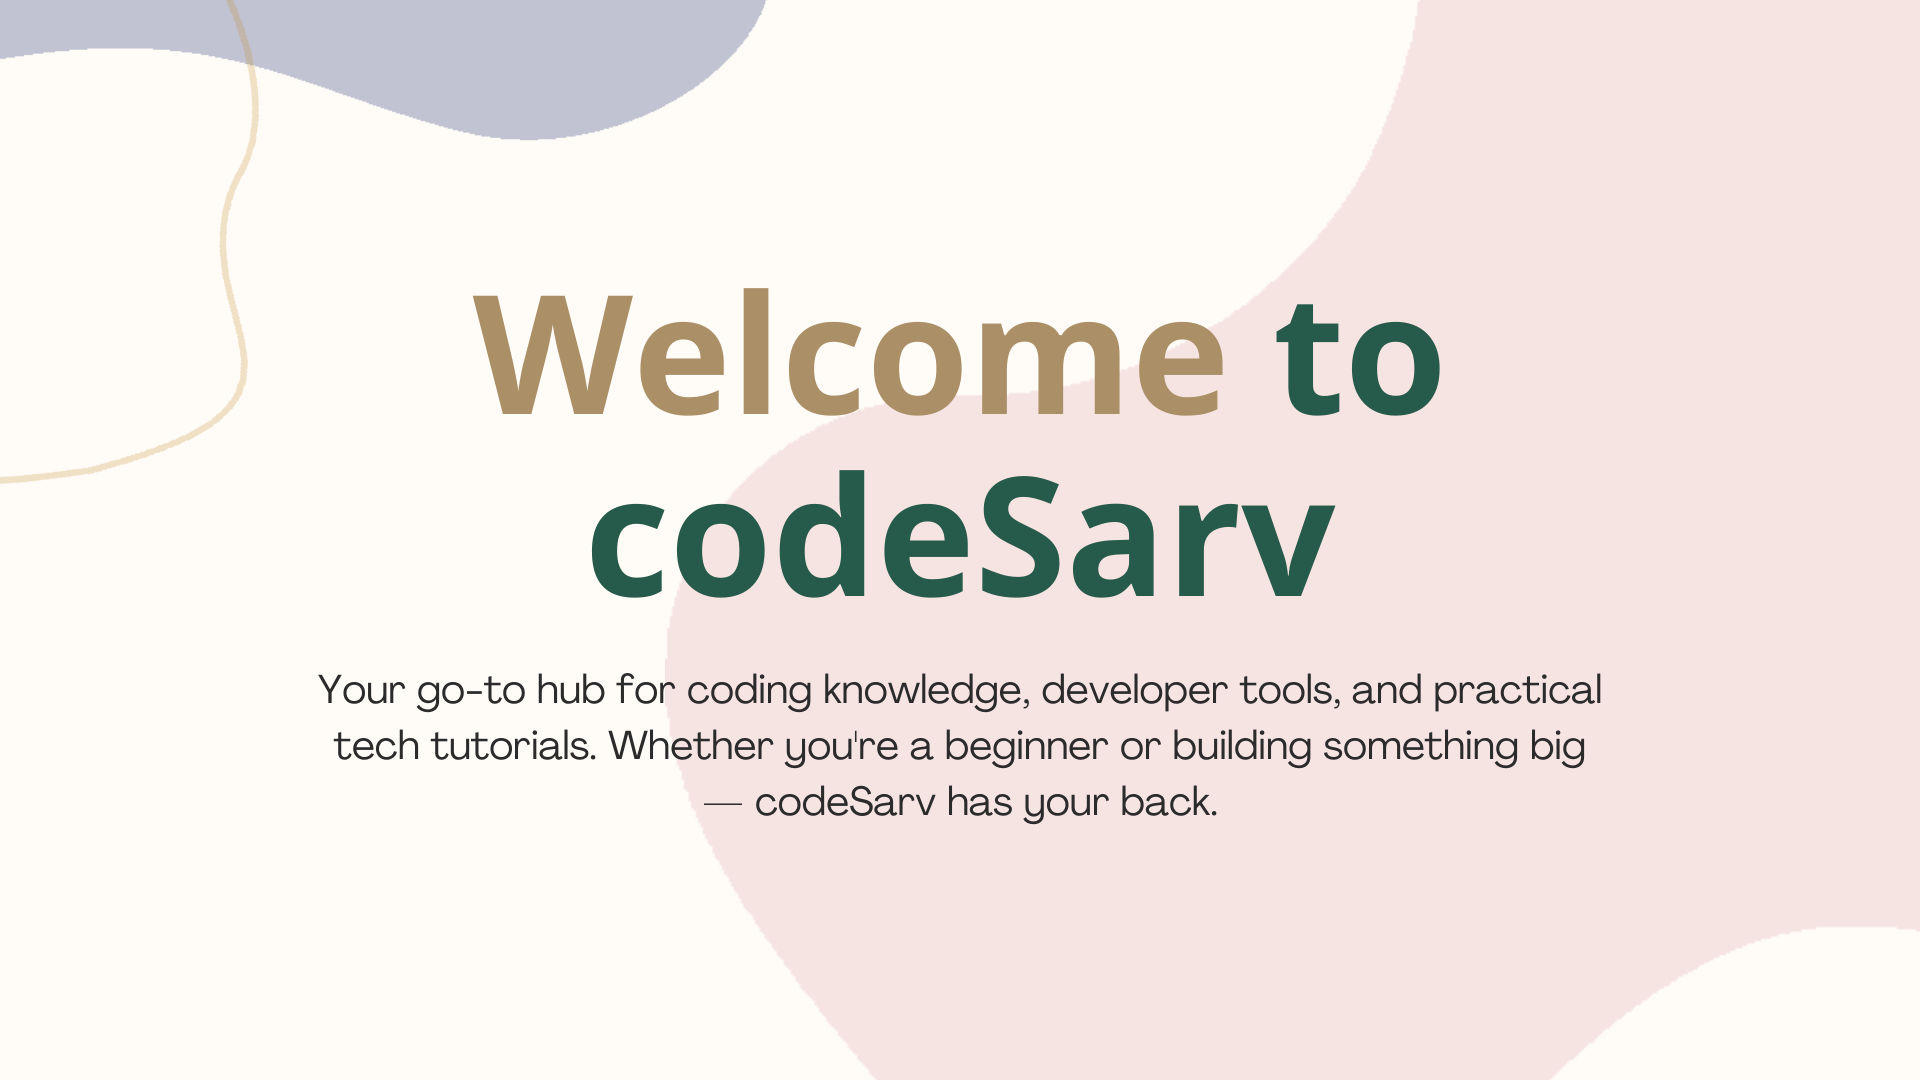 Welcome to
codeSarv
Your go-to hub for coding knowledge, developer tools, and practical
tech tutorials. Whether you're a beginner or building something big
— codeSarv has your back.